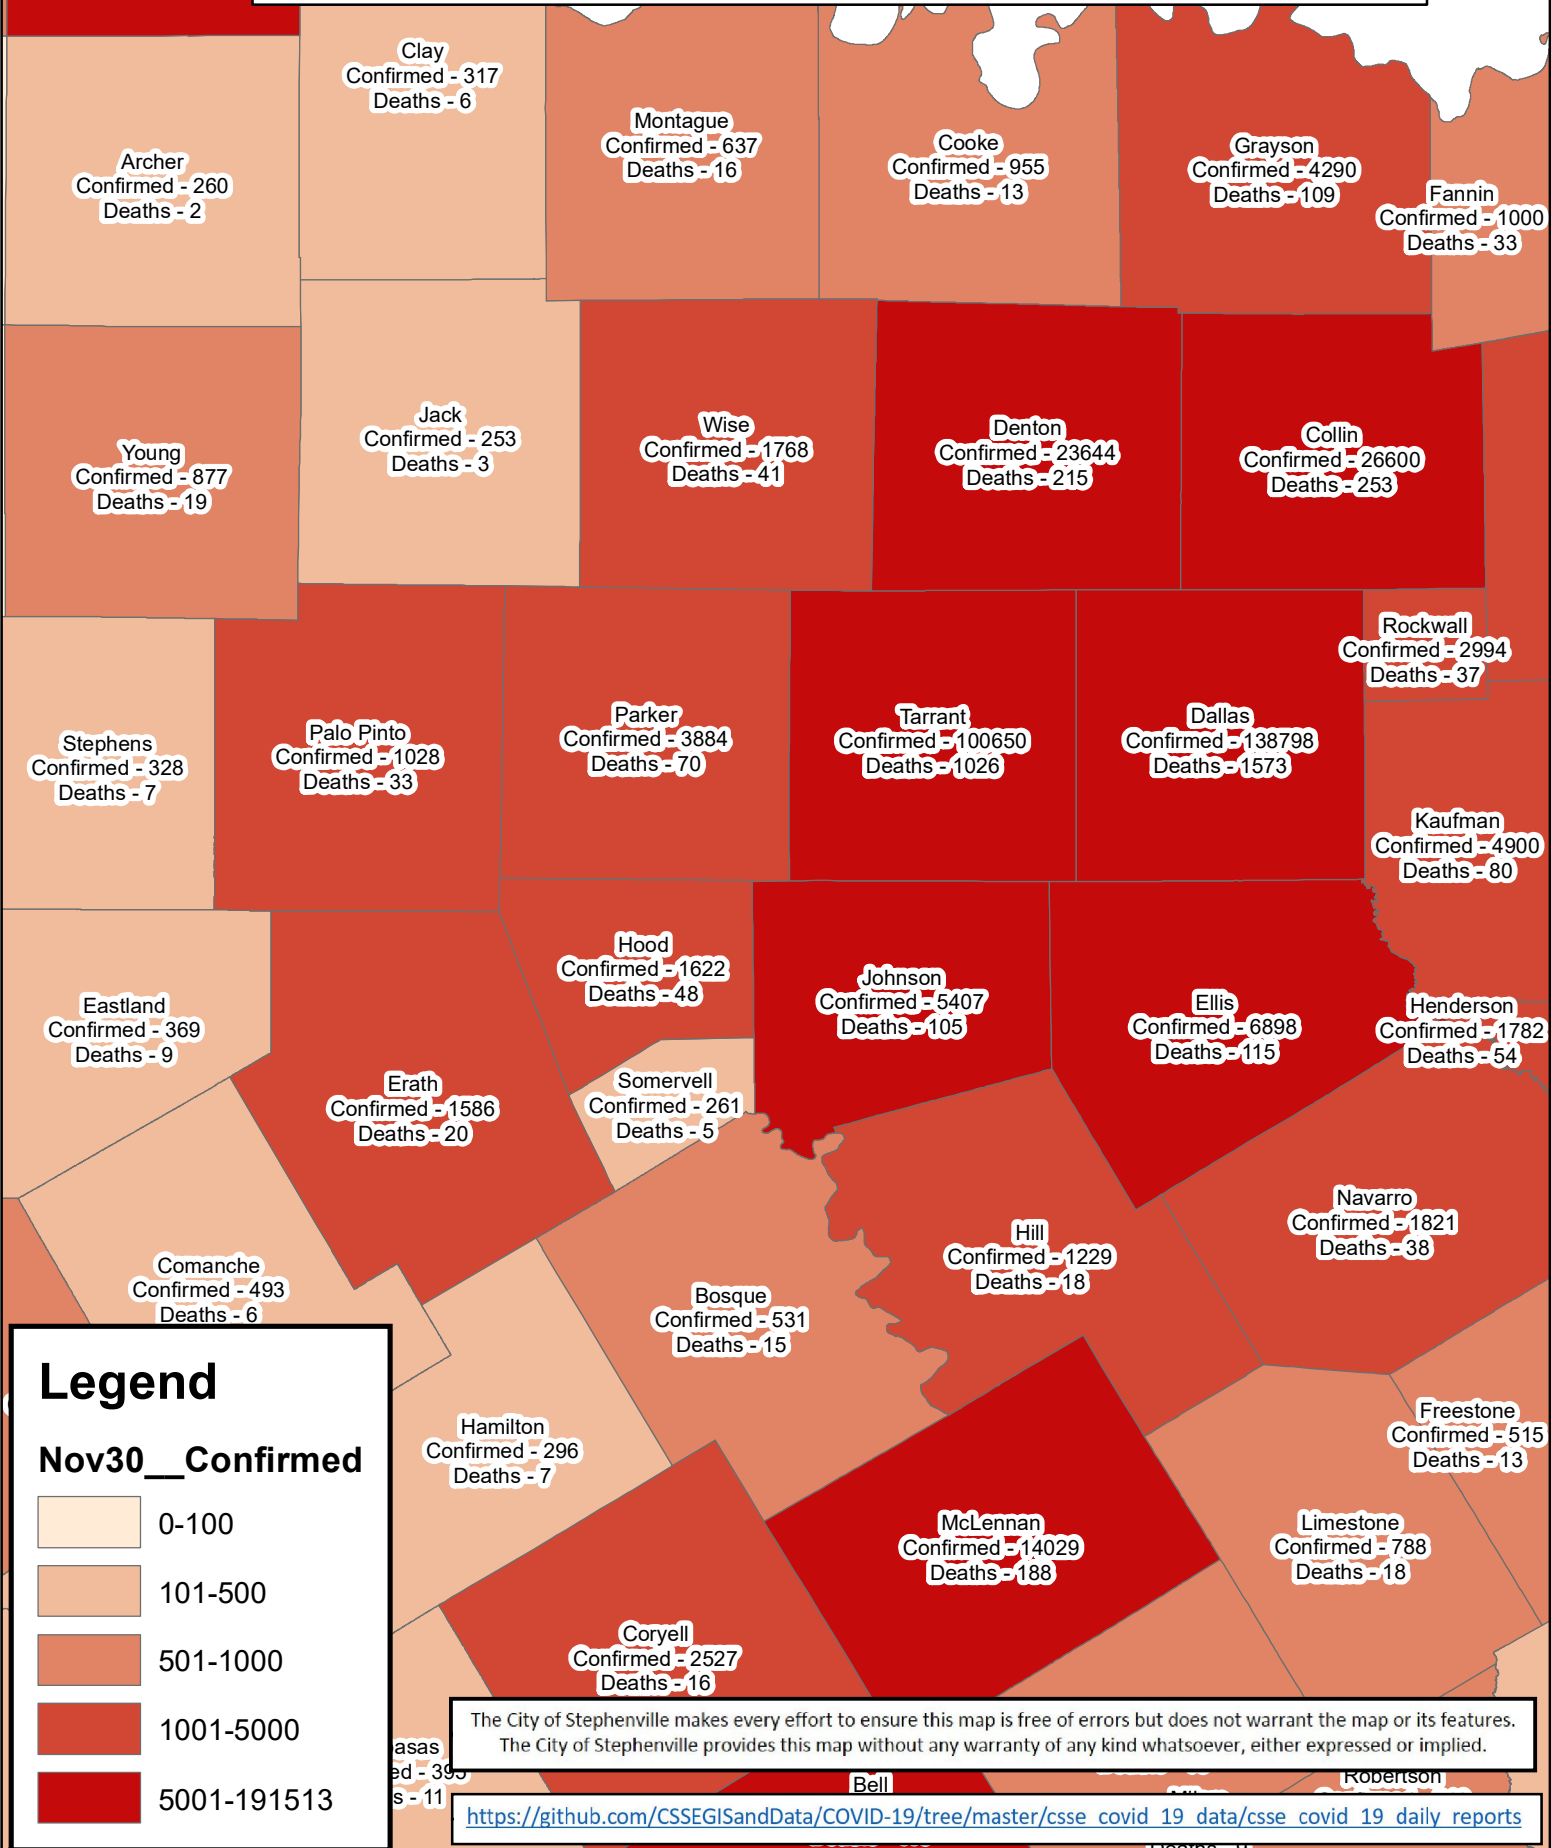 Clay
Confirmed - 317
Deaths - 6
Montague
Confirmed - 637
Deaths - 16
Cooke
Confirmed - 955
Deaths - 13
Grayson
Confirmed - 4290
Deaths - 109
Archer
Confirmed - 260
Deaths - 2
Fannin
Confirmed - 1000
Deaths - 33
Jack
Confirmed - 253
Deaths - 3
Wise
Confirmed - 1768
Deaths - 41
Denton
Confirmed - 23644
Deaths - 215
Collin
Confirmed - 26600
Deaths - 253
Young
Confirmed - 877
Deaths - 19
Rockwall
Confirmed - 2994
Deaths - 37
Stephens
Confirmed - 328
Deaths - 7
Palo Pinto
Confirmed - 1028
Deaths - 33
Parker
Confirmed - 3884
Deaths - 70
Tarrant
Confirmed - 100650
Deaths - 1026
Dallas
Confirmed - 138798
Deaths - 1573
Kaufman
Confirmed - 4900
Deaths - 80
Hood
Confirmed - 1622
Deaths - 48
Johnson
Confirmed - 5407
Deaths - 105
Ellis
Confirmed - 6898
Deaths - 115
Henderson
Confirmed - 1782
Deaths - 54
Eastland
Confirmed - 369
Deaths - 9
Erath
Confirmed - 1586
Deaths - 20
Somervell
Confirmed - 261
Deaths - 5
Navarro
Confirmed - 1821
Deaths - 38
Hill
Confirmed - 1229
Deaths - 18
Comanche
Confirmed - 493
Deaths - 6
Bosque
Confirmed - 531
Deaths - 15
Hamilton
Confirmed - 296
Deaths - 7
Freestone
Confirmed - 515
Deaths - 13
McLennan
Confirmed - 14029
Deaths - 188
Limestone
Confirmed - 788
Deaths - 18
Coryell
Confirmed - 2527
Deaths - 16
Legend
Nov30__Confirmed
0-100
101-500
501-1000
1001-5000
5001-191513
asas
ed - 395
s - 11
The City of Stephenville makes every effort to ensure this map is free of errors but does not warrant the map or its features.
The City of Stephenville provides this map without any warranty of any kind whatsoever, either expressed or implied.
Bell
Robertson
https://github.com/CSSEGISandData/COVID-19/tree/master/csse_covid_19_data/csse_covid_19_daily_reports